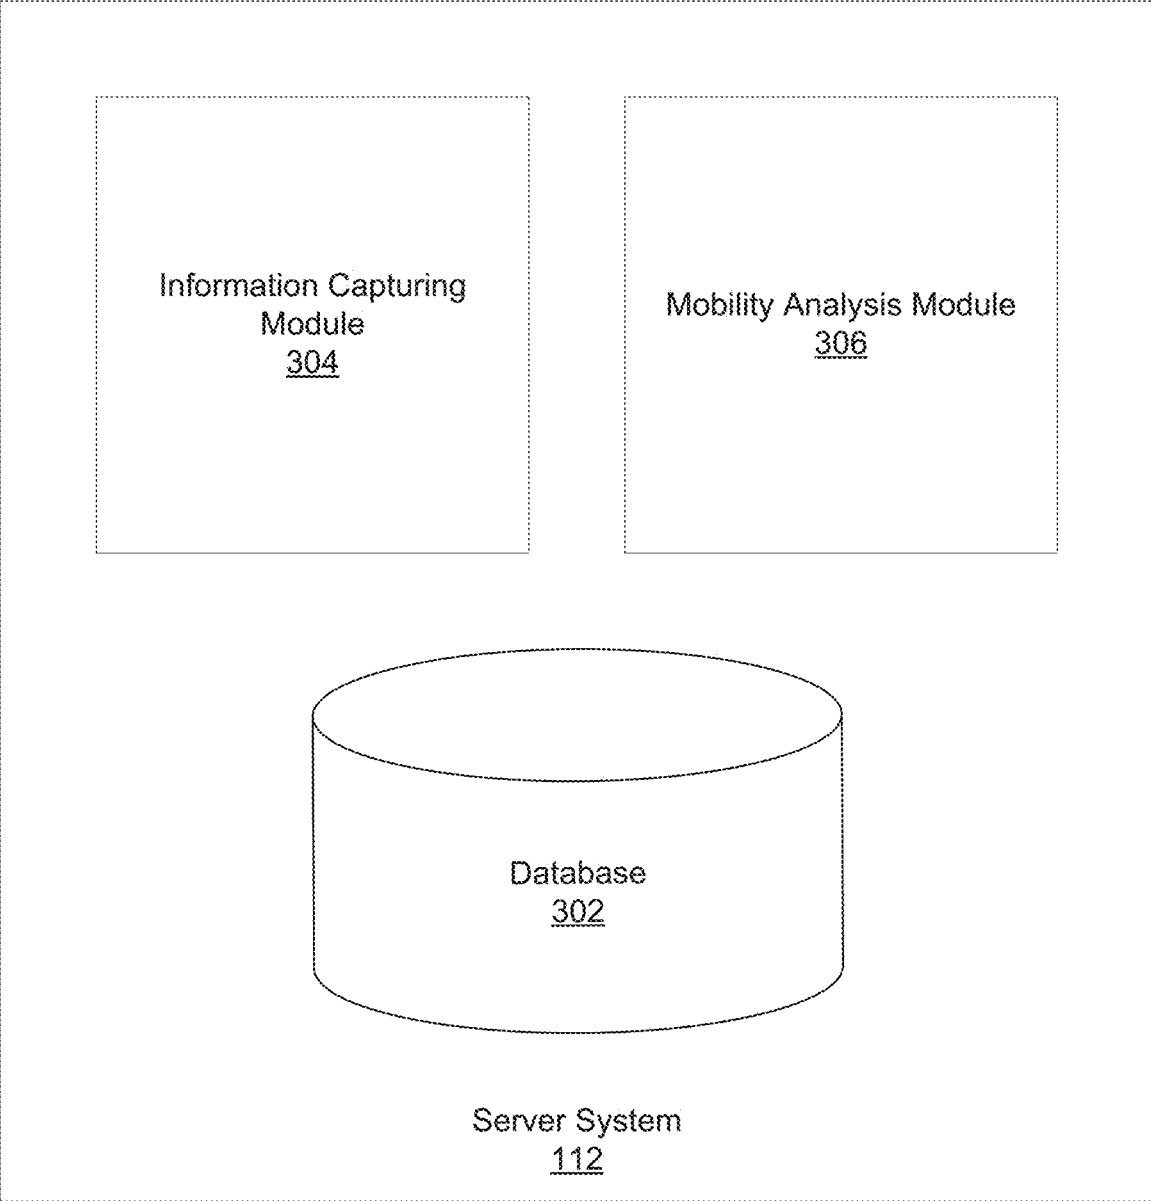 Information Capturing
Module
304
Mobility Analysis Module
306
Database
302
Server System
112